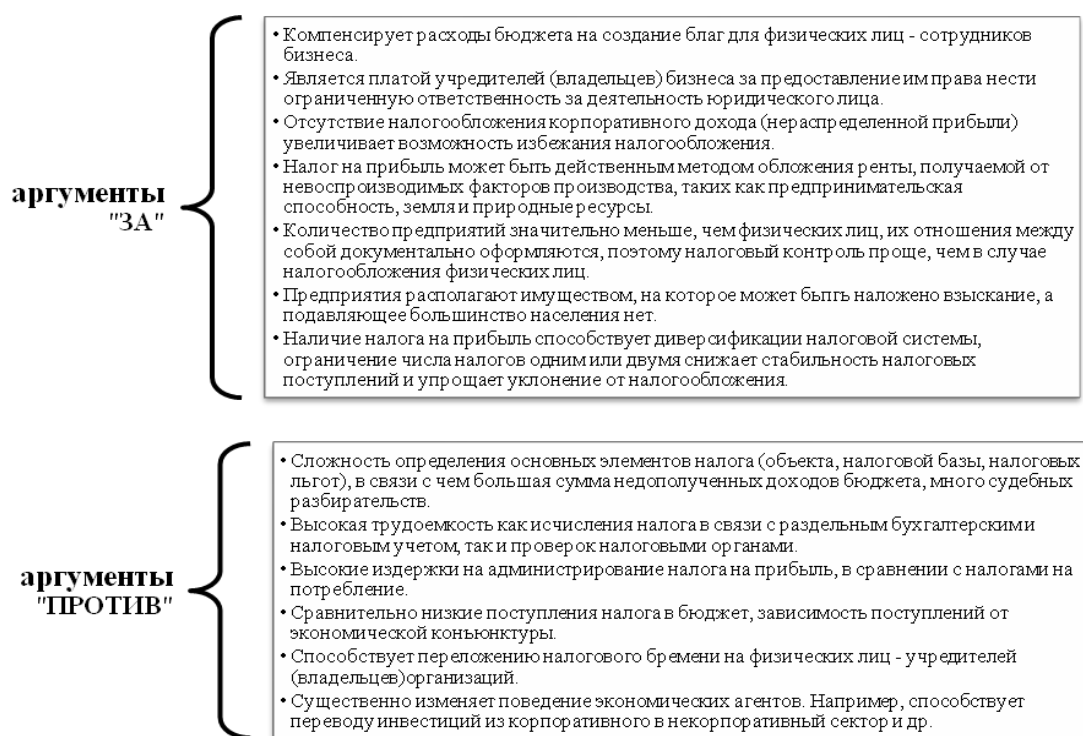 аргументы
"ЗА"
• Компенсирует расходы бюджета на создание благ для физических лиц - сотрудников
бизнеса.
• Является платой учредителей (владельцев) бизнеса за предоставление им права нести
ограниченную ответственность за деятельность юридического лица.
• Отсутствие налогообложения корпоративного дохода (нераспределенной прибыли)
увеличивает возможность избежания налогообложения.
• Налог на прибыль может быть действенным методом обложения ренты, получаемой от
невоспроизводимых факторов производства, таких как предпринимательская
способность, земля и природные ресурсы.
• Количество предприятий значительно меньше, чем физических лиц, их отношения между
собой документально оформляются, поэтому налоговый контроль проще, чем в случае
налогообложения физических лиц.
• Предприятия располагают имуществом, на которое может бьпгь наложено взыскание, а
подавляющее большинство населения нет.
• Наличие налога на прибыль способствует диверсификации налоговой системы,
ограничение числа налогов одним или двумя снижает стабильность налоговых
поступлений и упрощает уклонение от налогообложения.
аргументы
"ПРОТИВ"
• Сложность определения основных элементов налога (объекта, налоговой базы, налоговых
льгот), в связи с чем большая сумма недополученных доходов бюджета, много судебных
разбирательств.
• Высокая трудоемкость как исчисления налога в связи с раздельным бухгалтерским и
налоговым учетом, так и проверок налоговыми органами.
• Высокие издержки на администрирование налога на прибыль, в сравнении с налогами на
потребление.
• Сравнительно низкие поступления налога в бюджет, зависимость поступлений от
экономической конъюнктуры.
• Способствует переложению налогового бремени на физических лиц - учредителей
(владельцев)организаций.
• Существенно изменяет поведение экономических агентов. Например, способствует
переводу инвестиций из корпоративного в некорпоративный сектор и др.